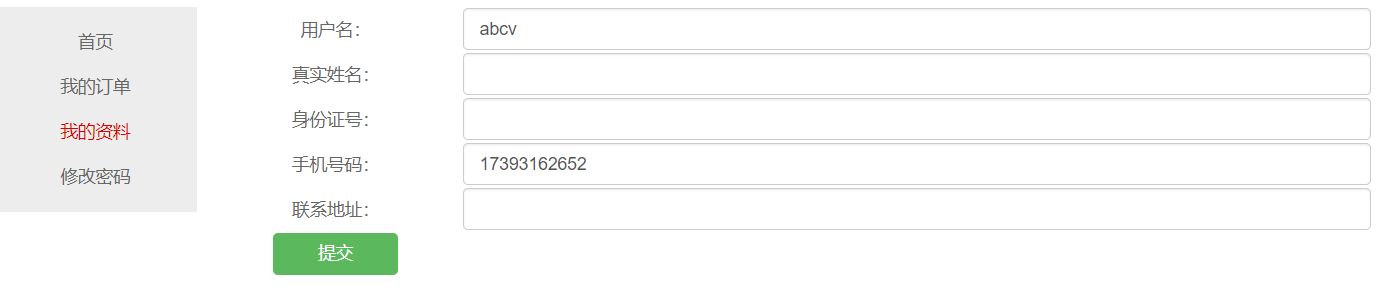 首页
我的订单
我的资料
修改密码
用户名： abcv
真实姓名：
身份证号：
手机号码： 17393162652
联系地址：
提交